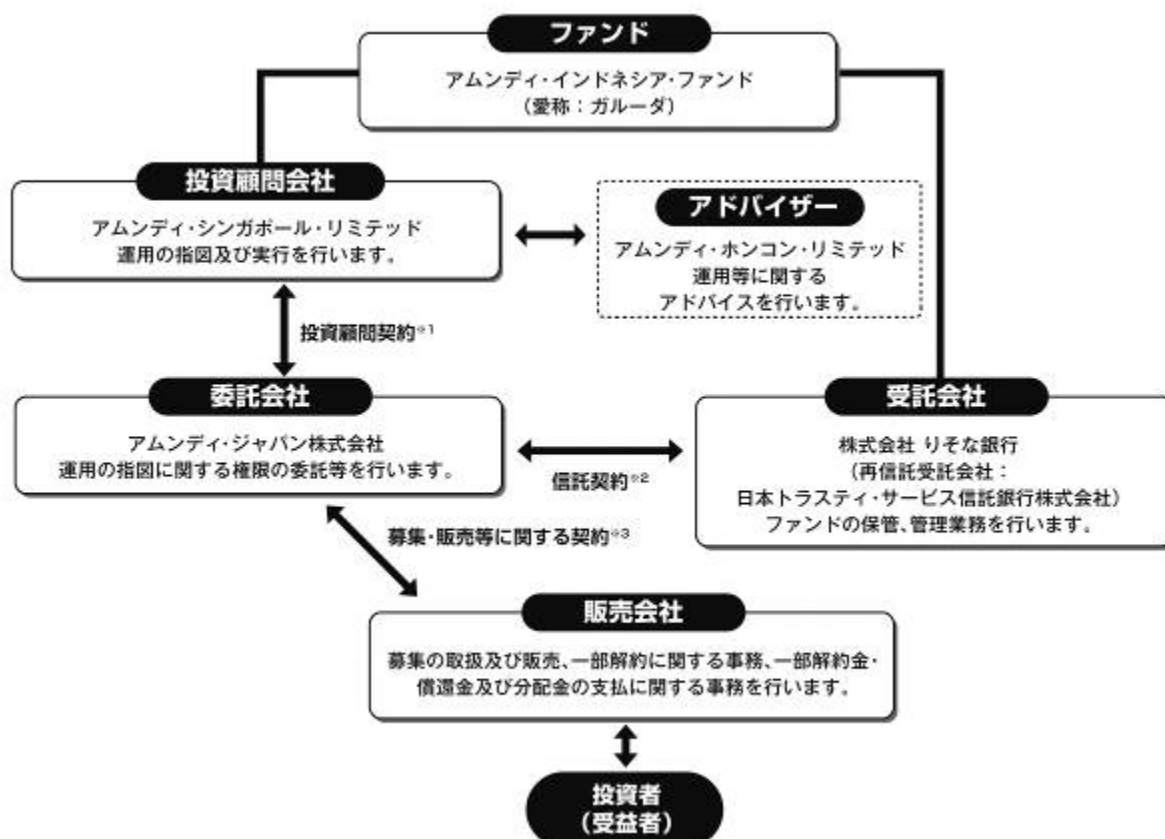 ファンド
アムンディ・インドネシア・ファンド
(愛称：ガルーダ)
投資顧問会社
アムンディ・シンガポール・リミテッド
運用の指図及び実行を行います。
アドバイザー
アムンディ・ホンコン・リミテッド
運用等に関する
アドバイスを行います。
投資顧問契約※1
委託会社
アムンディ・ジャパン株式会社
運用の指図に関する権限の委託等を行います。
信託契約※2
受託会社
株式会社 りそな銀行
(再信託受託会社：
日本トラスティ・サービス信託銀行株式会社)
ファンドの保管、管理業務を行います。
募集・販売等に関する契約※3
販売会社
募集の取扱及び販売、一部解約に関する事務、一部解約金・
償還金及び分配金の支払に関する事務を行います。
投資者
(受益者)